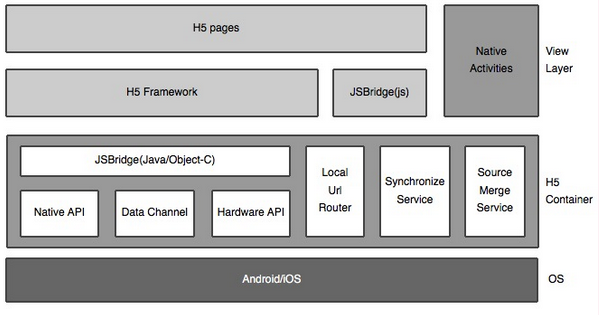 H5 pages
Native
Activities
View
Layer
H5 Framework
JSBridge(js)
JSBridge(Java/Object-C)
Native API
Data Channel
Hardware API
Local
Url
Router
Synchronize
Service
Source
Merge
Service
H5
Container
Android/iOS
OS